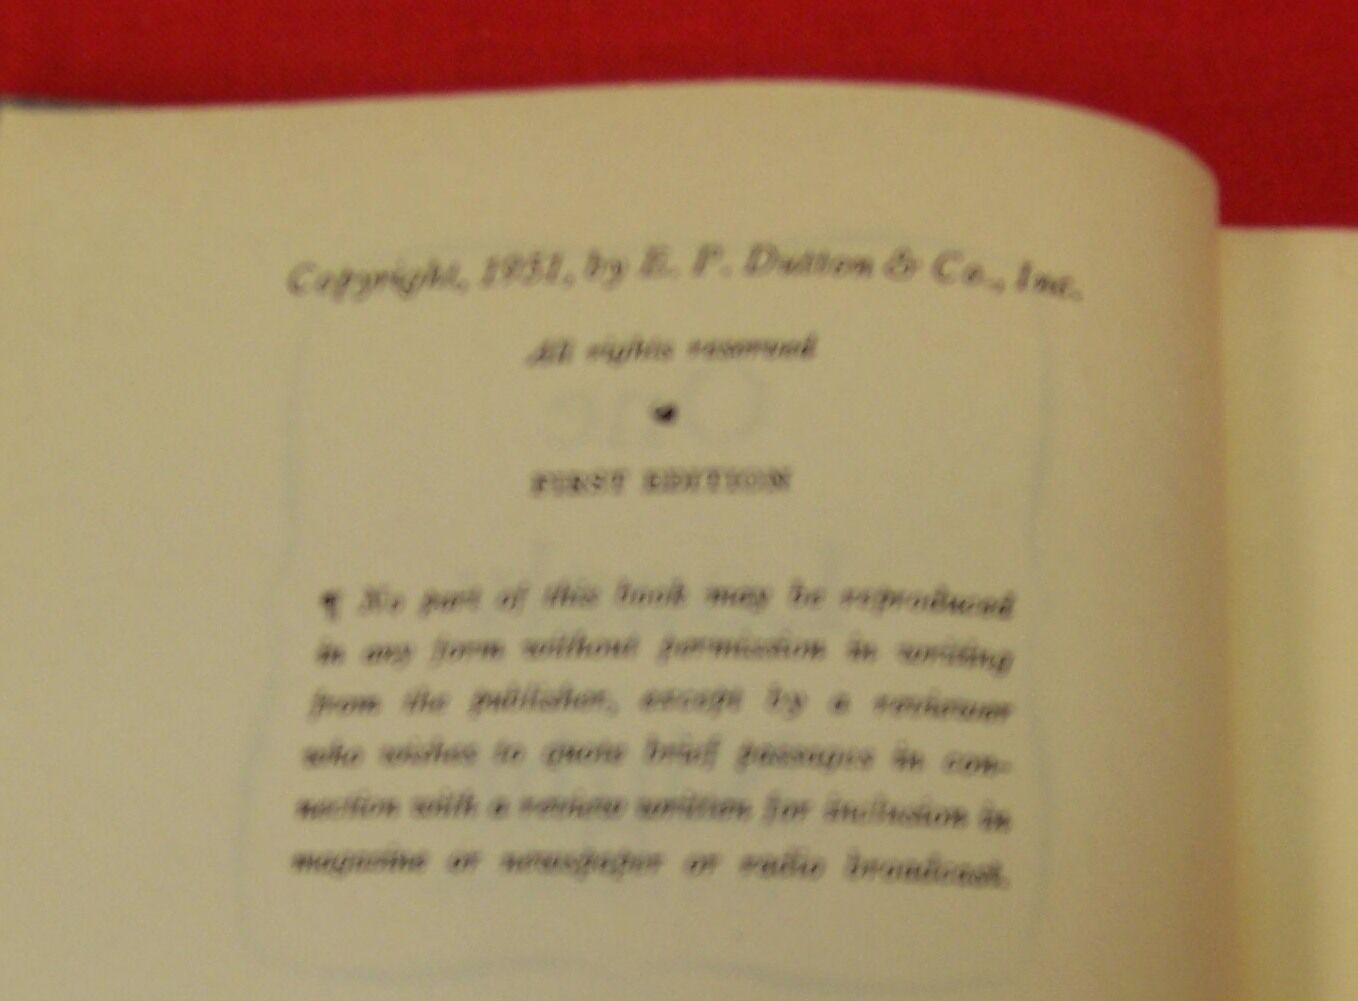 Copyright, 1951, by E. P. Dutton & Co., Inc.
All rights reserved
FIRST EDITION
¶ No part of this book may be reproduced
in any form without permission in writing
from the publisher, except by a reviewer
who wishes to quote brief passages in con-
nection with a review written for inclusion in
magazine or newspaper or radio broadcast.